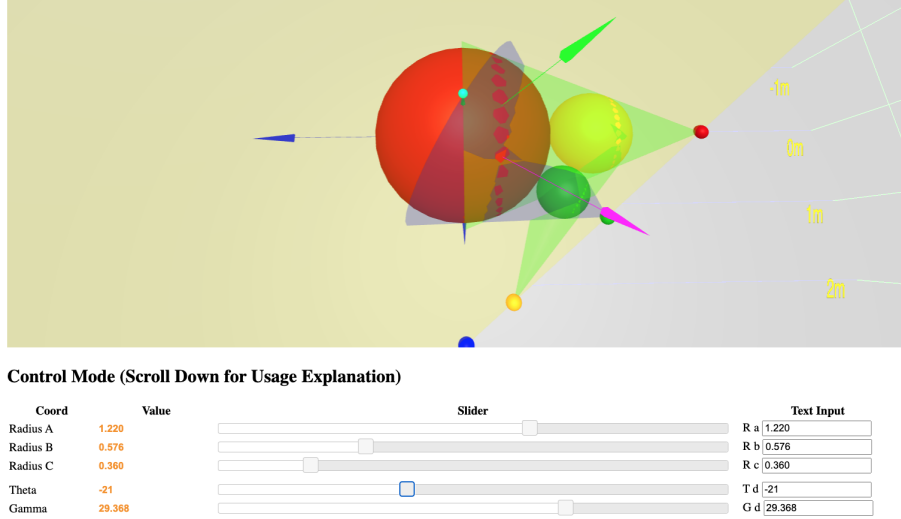 -1m
0m
1m
2m
Control Mode (Scroll Down for Usage Explanation)
Coord Value Slider Text Input
Radius A 1.220 R a 1.220
Radius B 0.576 R b 0.576
Radius C 0.360 R c 0.360
Theta -21 T d -21
Gamma 29.368 G d 29.368